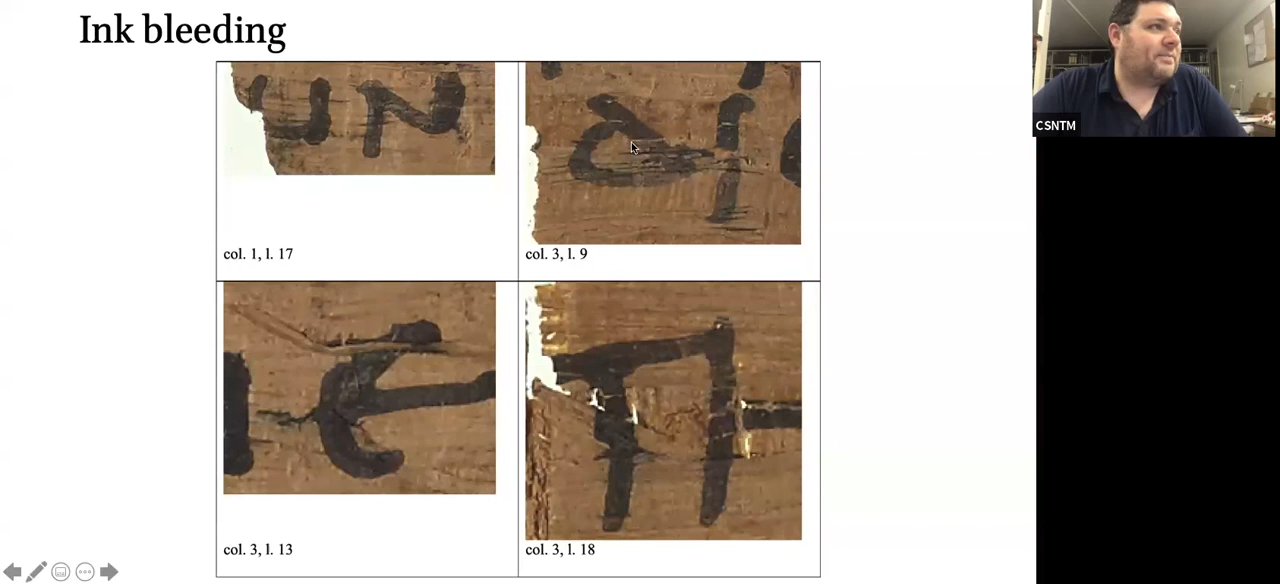 Ink bleeding
CSNTM
col. 1, l. 17
col. 3, l. 9
col. 3, l. 13
ⲡ
col. 3, l. 18